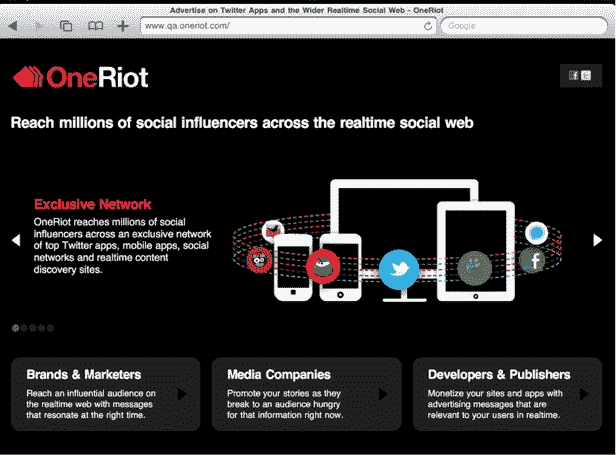 Advertise on Twitter Apps and the Wider Realtime Social Web - OneRiot
www.qa.oneriot.com/
Google
OneRiot
Reach millions of social influencers across the realtime social web
Exclusive Network
OneRiot reaches millions of social
influencers across an exclusive network
of top Twitter apps, mobile apps, social
networks and realtime content
discovery sites.
Brands & Marketers
Reach an influential audience on
the realtime web with messages
that resonate at the right time.
Media Companies
Promote your stories as they
break to an audience hungry
for that information right now.
Developers & Publishers
Monetize your sites and apps with
advertising messages that are
relevant to your users in realtime.